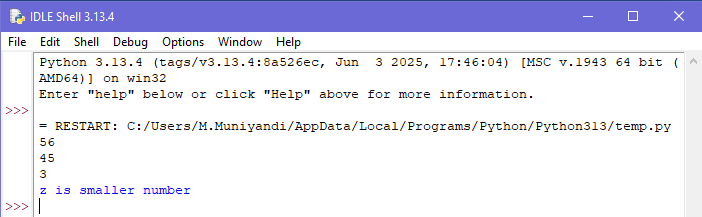 IDLE Shell 3.13.4
File Edit Shell Debug Options Window Help
Python 3.13.4 (tags/v3.13.4:8a526ec, Jun  3 2025, 17:46:04) [MSC v.1943 64 bit (
AMD64)] on win32
Enter "help" below or click "Help" above for more information.
>>>
= RESTART: C:/Users/M.Muniyandi/AppData/Local/Programs/Python/Python313/temp.py
56
45
3
z is smaller number
>>>